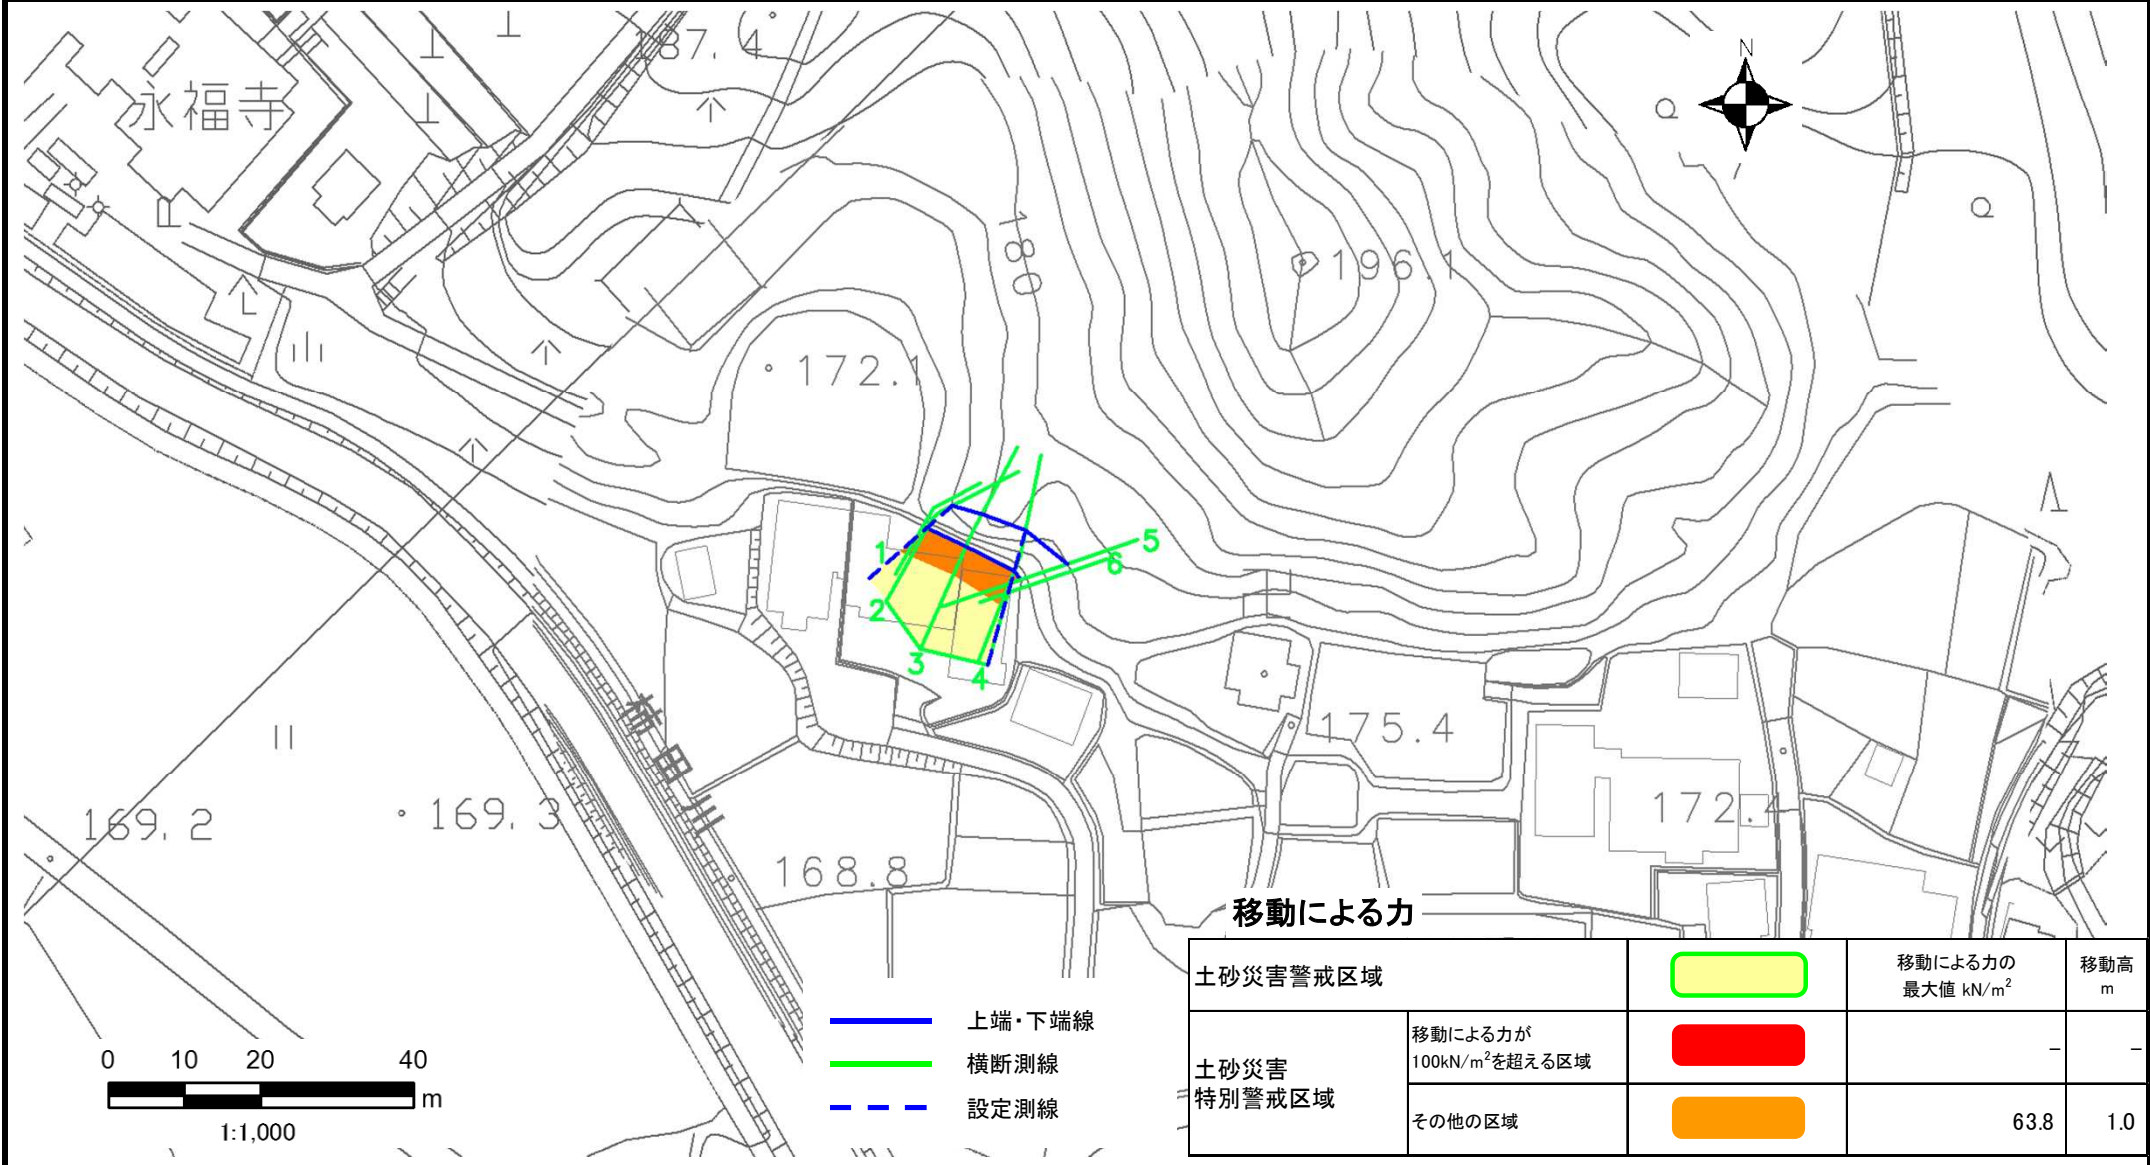 187.4
永福寺
N
180
196.1
172.1
1
2
3
4
5
6
柿田川
175.4
172.4
169.2
169.3
168.8
移動による力
土砂災害警戒区域
移動による力の
最大値 kN/m²
移動高
m
土砂災害
特別警戒区域
移動による力が
100kN/m²を超える区域
－
－
その他の区域
63.8
1.0
上端・下端線
横断測線
設定測線
0 10 20 40
m
1:1,000